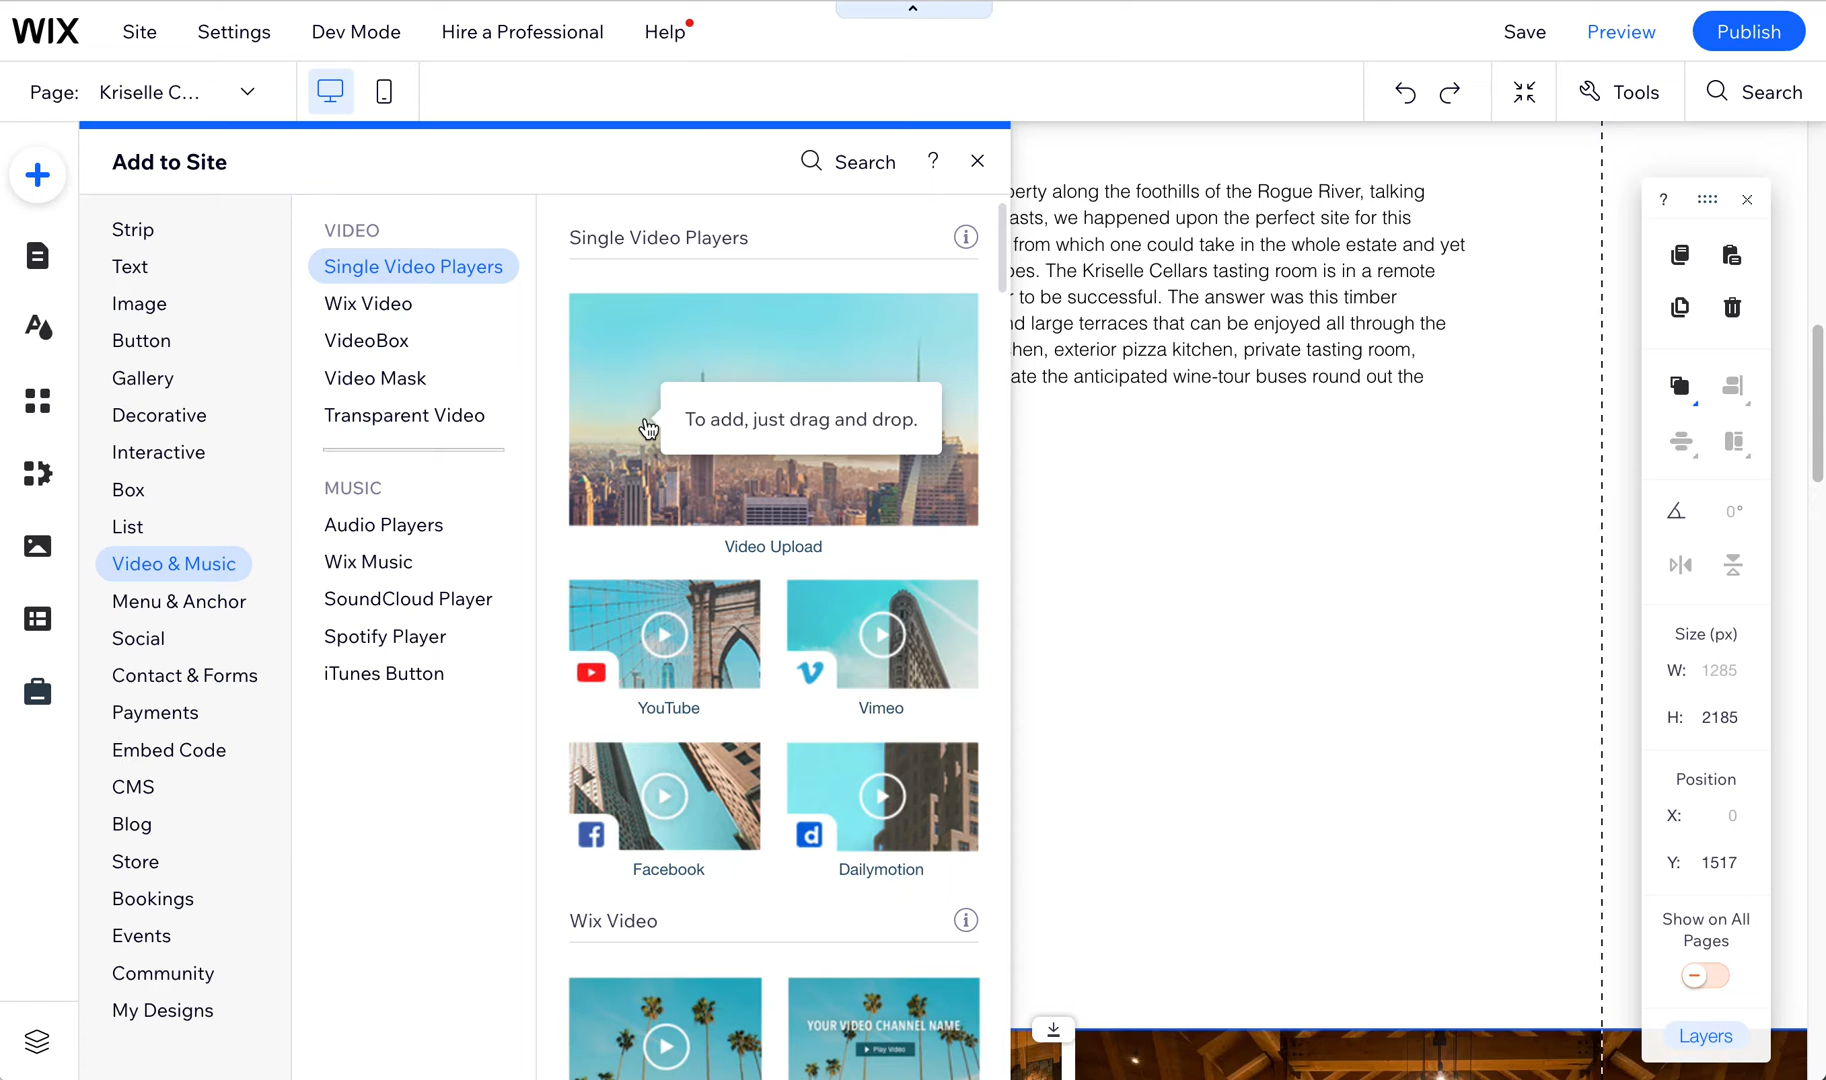 WIX
Site
Settings
Dev Mode
Hire a Professional
Help
Save
Preview
Publish
Page: Kriselle C...
Tools
Search
Add to Site
Search
?
Strip
Text
Image
Button
Gallery
Decorative
Interactive
Box
List
Video & Music
Menu & Anchor
Social
Contact & Forms
Payments
Embed Code
CMS
Blog
Store
Bookings
Events
Community
My Designs
VIDEO
Single Video Players
Wix Video
VideoBox
Video Mask
Transparent Video
MUSIC
Audio Players
Wix Music
SoundCloud Player
Spotify Player
iTunes Button
Single Video Players
To add, just drag and drop.
Video Upload
YouTube
Vimeo
Facebook
Dailymotion
Wix Video
YOUR VIDEO CHANNEL NAME
Play Video
along the foothills of the Rogue River, talking
we happened upon the perfect site for this
from which one could take in the whole estate and yet
The Kriselle Cellars tasting room is in a remote
to be successful. The answer was this timber
large terraces that can be enjoyed all through the
exterior pizza kitchen, private tasting room,
the anticipated wine-tour buses round out the
?
0°
Size (px)
W: 1285
H: 2185
Position
X: 0
Y: 1517
Show on All
Pages
Layers